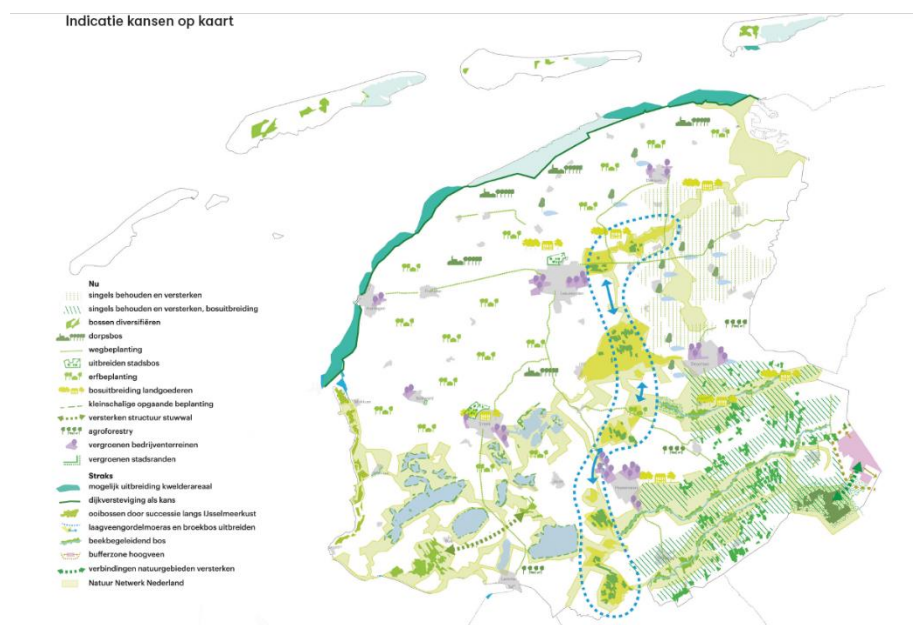 Indicatie kansen op kaart
Nu
singels behouden en versterken
singels behouden en versterken, bosuitbreiding
bossen diversifiëren
dorpsbos
wegbeplanting
uitbreiden stadsbos
erfbeplanting
bosuitbreiding landgoederen
kleinschalige opgaande beplanting
versterken structuur stuwwal
agroforestry
vergroenen bedrijventerreinen
vergroenen stadsranden
Straks
mogelijk uitbreiding kwelderareaal
dijkversteviging als kans
ooibossen door successie langs IJsselmeerkust
laagveengordelmoeras en broekbos uitbreiden
beekbegeleidend bos
bufferzone hoogveen
verbindingen natuurgebieden versterken
Natuur Netwerk Nederland